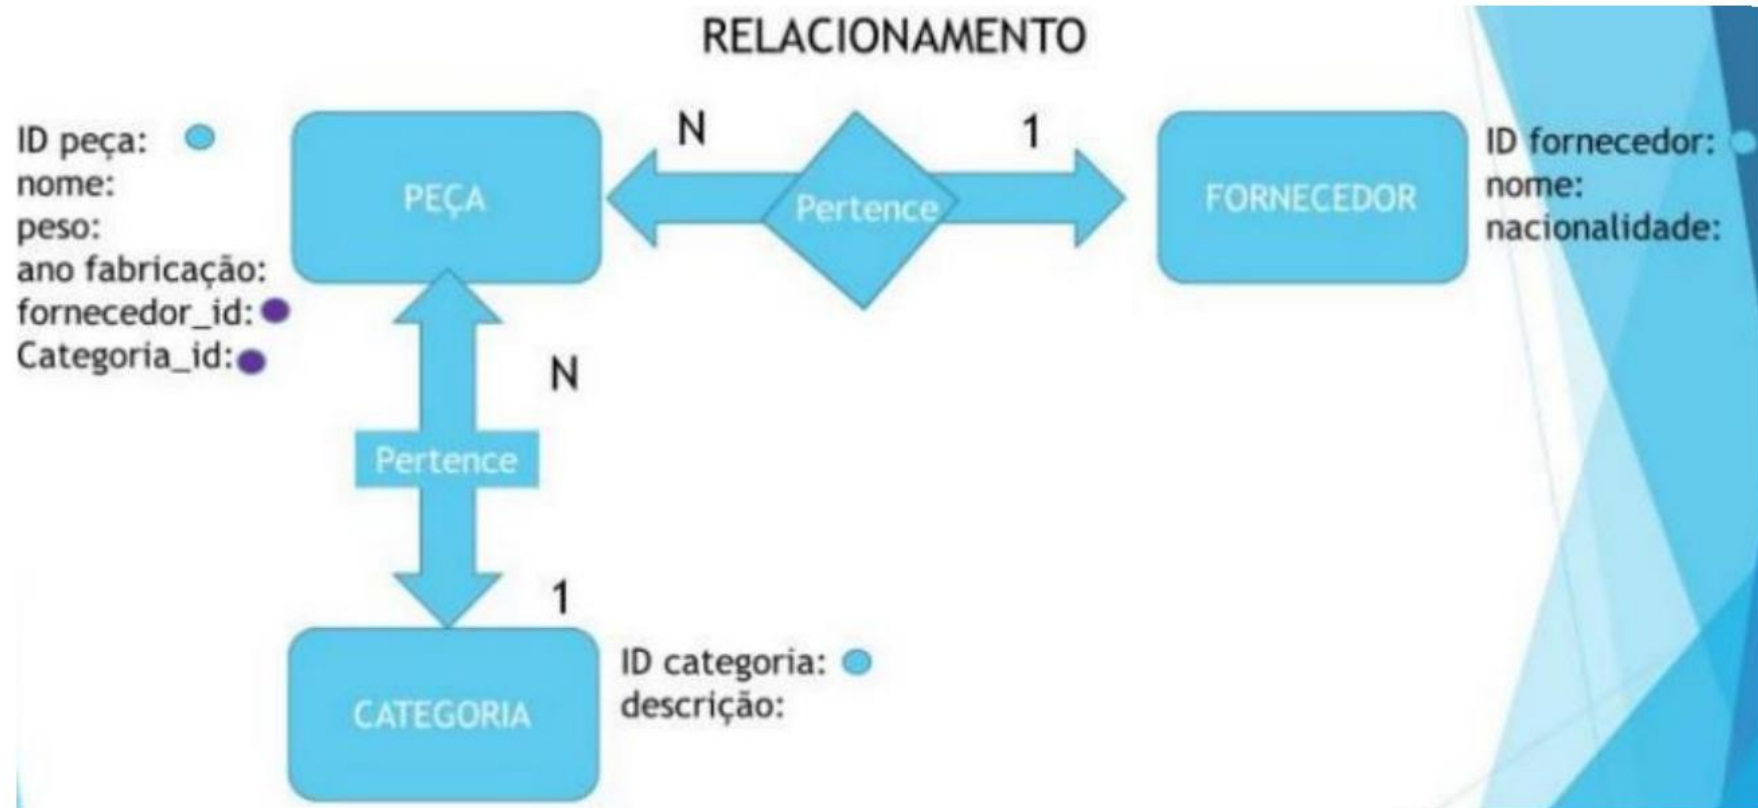 RELACIONAMENTO
ID peça:
nome:
peso:
ano fabricação:
fornecedor_id:
Categoria_id:
PEÇA
N
Pertence
1
FORNECEDOR
ID fornecedor:
nome:
nacionalidade:
N
Pertence
1
CATEGORIA
ID categoria:
descrição: